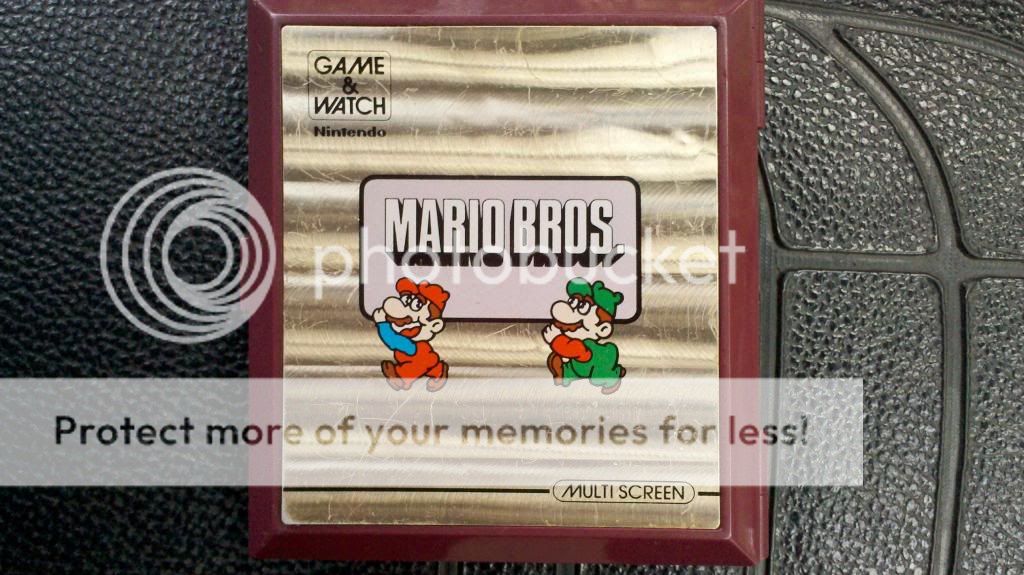 GAME
&
WATCH
Nintendo
MARIO BROS.
photobucket
Protect more of your memories for less!
MULTI SCREEN